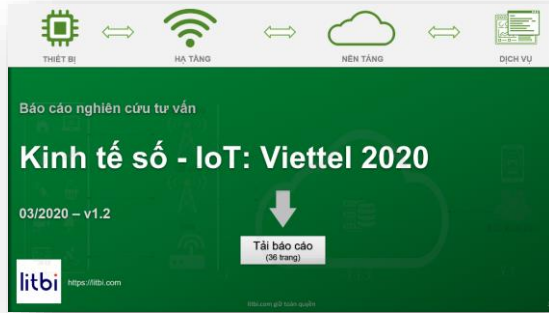 THIẾT BỊ
HẠ TẦNG
NỀN TẢNG
DỊCH VỤ
Báo cáo nghiên cứu tư vấn
Kinh tế số - IoT: Viettel 2020
03/2020 – v1.2
Tải báo cáo
(36 trang)
litbi
https://litbi.com
litbi.com giữ toàn quyền